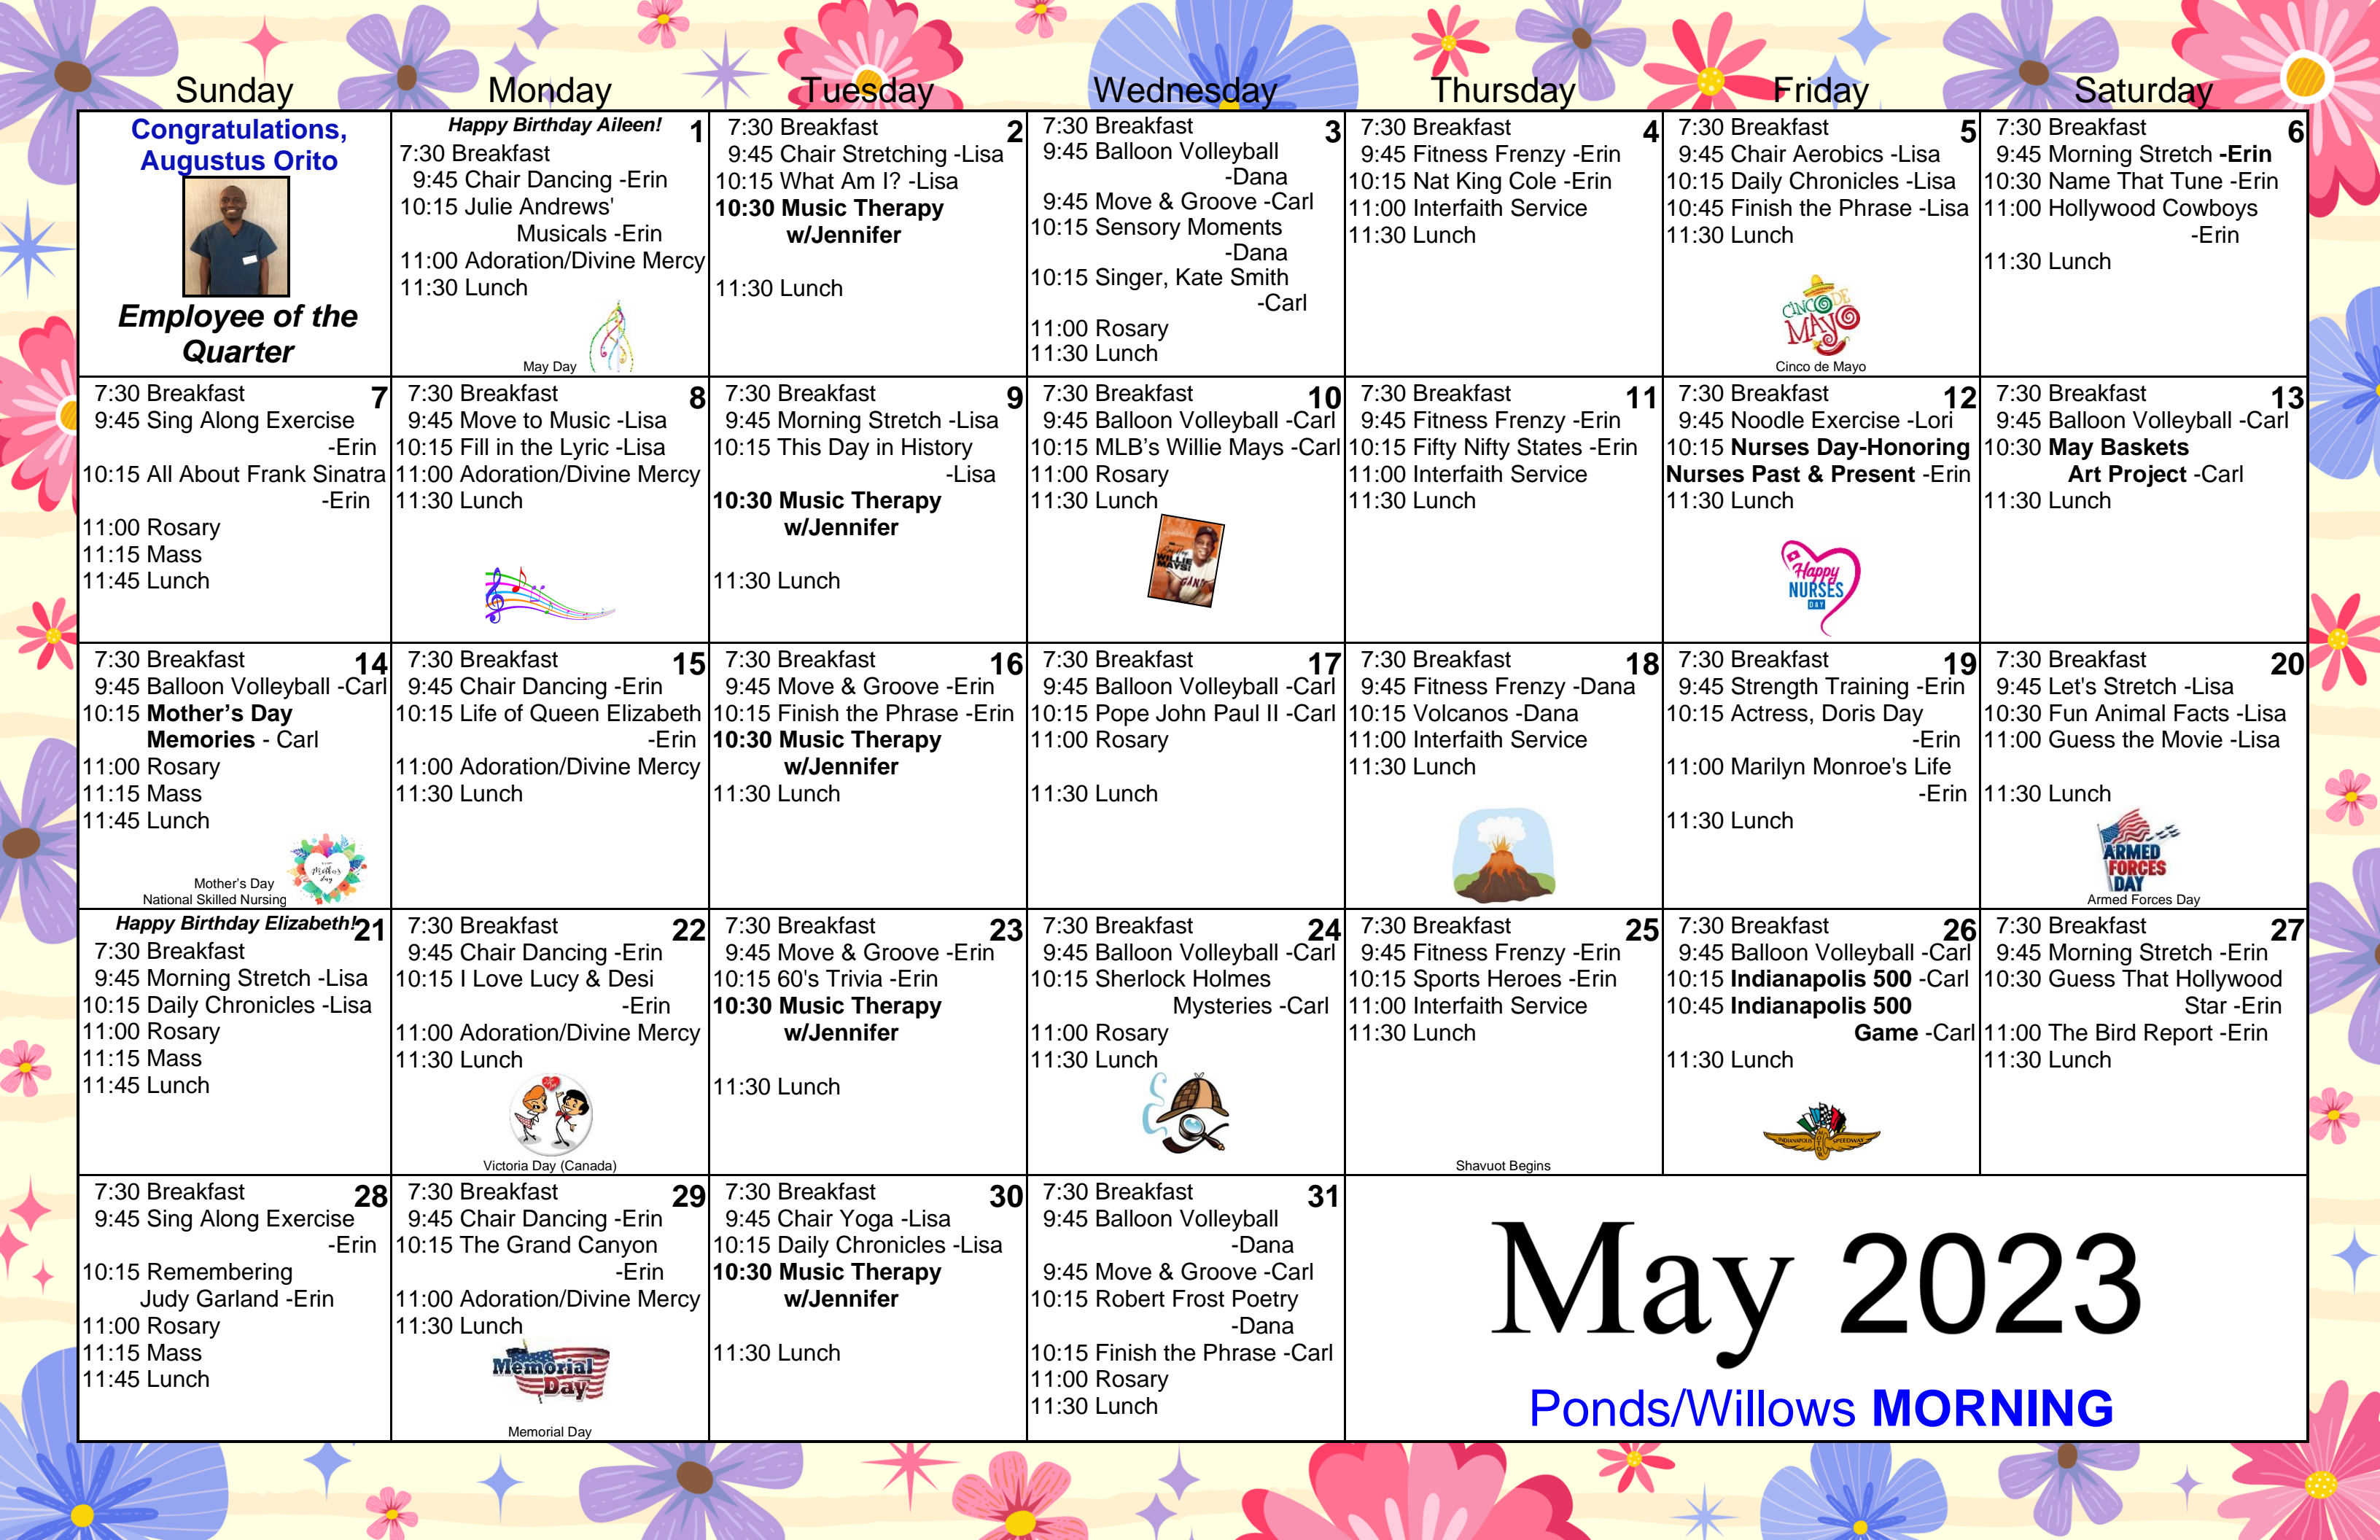 Sunday Monday Tuesday Wednesday Thursday Friday Saturday
Congratulations,
Augustus Orito
Employee of the
Quarter
Happy Birthday Aileen! 1
7:30 Breakfast
9:45 Chair Dancing -Erin
10:15 Julie Andrews'
Musicals -Erin
11:00 Adoration/Divine Mercy
11:30 Lunch
May Day
7:30 Breakfast 2
9:45 Chair Stretching -Lisa
10:15 What Am I? -Lisa
10:30 Music Therapy
w/Jennifer
11:30 Lunch
7:30 Breakfast 3
9:45 Balloon Volleyball
-Dana
9:45 Move & Groove -Carl
10:15 Sensory Moments
-Dana
10:15 Singer, Kate Smith
-Carl
11:00 Rosary
11:30 Lunch
7:30 Breakfast 4
9:45 Fitness Frenzy -Erin
10:15 Nat King Cole -Erin
11:00 Interfaith Service
11:30 Lunch
7:30 Breakfast 5
9:45 Chair Aerobics -Lisa
10:15 Daily Chronicles -Lisa
10:45 Finish the Phrase -Lisa
11:30 Lunch
CINCO DE
MAYO
Cinco de Mayo
7:30 Breakfast 6
9:45 Morning Stretch -Erin
10:30 Name That Tune -Erin
11:00 Hollywood Cowboys
-Erin
11:30 Lunch
7:30 Breakfast 7
9:45 Sing Along Exercise
-Erin
10:15 All About Frank Sinatra
-Erin
11:00 Rosary
11:15 Mass
11:45 Lunch
7:30 Breakfast 8
9:45 Move to Music -Lisa
10:15 Fill in the Lyric -Lisa
11:00 Adoration/Divine Mercy
11:30 Lunch
7:30 Breakfast 9
9:45 Morning Stretch -Lisa
10:15 This Day in History
-Lisa
10:30 Music Therapy
w/Jennifer
11:30 Lunch
7:30 Breakfast 10
9:45 Balloon Volleyball -Carl
10:15 MLB's Willie Mays -Carl
11:00 Rosary
11:30 Lunch
WILLIE
MAYS!
7:30 Breakfast 11
9:45 Fitness Frenzy -Erin
10:15 Fifty Nifty States -Erin
11:00 Interfaith Service
11:30 Lunch
7:30 Breakfast 12
9:45 Noodle Exercise -Lori
10:15 Nurses Day-Honoring
Nurses Past & Present -Erin
11:30 Lunch
Happy
NURSES
DAY
7:30 Breakfast 13
9:45 Balloon Volleyball -Carl
10:30 May Baskets
Art Project -Carl
11:30 Lunch
7:30 Breakfast 14
9:45 Balloon Volleyball -Carl
10:15 Mother's Day
Memories - Carl
11:00 Rosary
11:15 Mass
11:45 Lunch
Mother's
day
Mother's Day
National Skilled Nursing
7:30 Breakfast 15
9:45 Chair Dancing -Erin
10:15 Life of Queen Elizabeth
-Erin
11:00 Adoration/Divine Mercy
11:30 Lunch
7:30 Breakfast 16
9:45 Move & Groove -Erin
10:15 Finish the Phrase -Erin
10:30 Music Therapy
w/Jennifer
11:30 Lunch
7:30 Breakfast 17
9:45 Balloon Volleyball -Carl
10:15 Pope John Paul II -Carl
11:00 Rosary
11:30 Lunch
7:30 Breakfast 18
9:45 Fitness Frenzy -Dana
10:15 Volcanos -Dana
11:00 Interfaith Service
11:30 Lunch
7:30 Breakfast 19
9:45 Strength Training -Erin
10:15 Actress, Doris Day
-Erin
11:00 Marilyn Monroe's Life
-Erin
11:30 Lunch
7:30 Breakfast 20
9:45 Let's Stretch -Lisa
10:30 Fun Animal Facts -Lisa
11:00 Guess the Movie -Lisa
11:30 Lunch
ARMED
FORCES
DAY
Armed Forces Day
Happy Birthday Elizabeth! 21
7:30 Breakfast
9:45 Morning Stretch -Lisa
10:15 Daily Chronicles -Lisa
11:00 Rosary
11:15 Mass
11:45 Lunch
7:30 Breakfast 22
9:45 Chair Dancing -Erin
10:15 I Love Lucy & Desi
-Erin
11:00 Adoration/Divine Mercy
11:30 Lunch
Victoria Day (Canada)
7:30 Breakfast 23
9:45 Move & Groove -Erin
10:15 60's Trivia -Erin
10:30 Music Therapy
w/Jennifer
11:30 Lunch
7:30 Breakfast 24
9:45 Balloon Volleyball -Carl
10:15 Sherlock Holmes
Mysteries -Carl
11:00 Rosary
11:30 Lunch
7:30 Breakfast 25
9:45 Fitness Frenzy -Erin
10:15 Sports Heroes -Erin
11:00 Interfaith Service
11:30 Lunch
Shavuot Begins
7:30 Breakfast 26
9:45 Balloon Volleyball -Carl
10:15 Indianapolis 500 -Carl
10:45 Indianapolis 500
Game -Carl
11:30 Lunch
INDIANAPOLIS MOTOR SPEEDWAY
7:30 Breakfast 27
9:45 Morning Stretch -Erin
10:30 Guess That Hollywood
Star -Erin
11:00 The Bird Report -Erin
11:30 Lunch
7:30 Breakfast 28
9:45 Sing Along Exercise
-Erin
10:15 Remembering
Judy Garland -Erin
11:00 Rosary
11:15 Mass
11:45 Lunch
7:30 Breakfast 29
9:45 Chair Dancing -Erin
10:15 The Grand Canyon
-Erin
11:00 Adoration/Divine Mercy
11:30 Lunch
Memorial
Day
Memorial Day
7:30 Breakfast 30
9:45 Chair Yoga -Lisa
10:15 Daily Chronicles -Lisa
10:30 Music Therapy
w/Jennifer
11:30 Lunch
7:30 Breakfast 31
9:45 Balloon Volleyball
-Dana
9:45 Move & Groove -Carl
10:15 Robert Frost Poetry
-Dana
10:15 Finish the Phrase -Carl
11:00 Rosary
11:30 Lunch
May 2023
Ponds/Willows MORNING